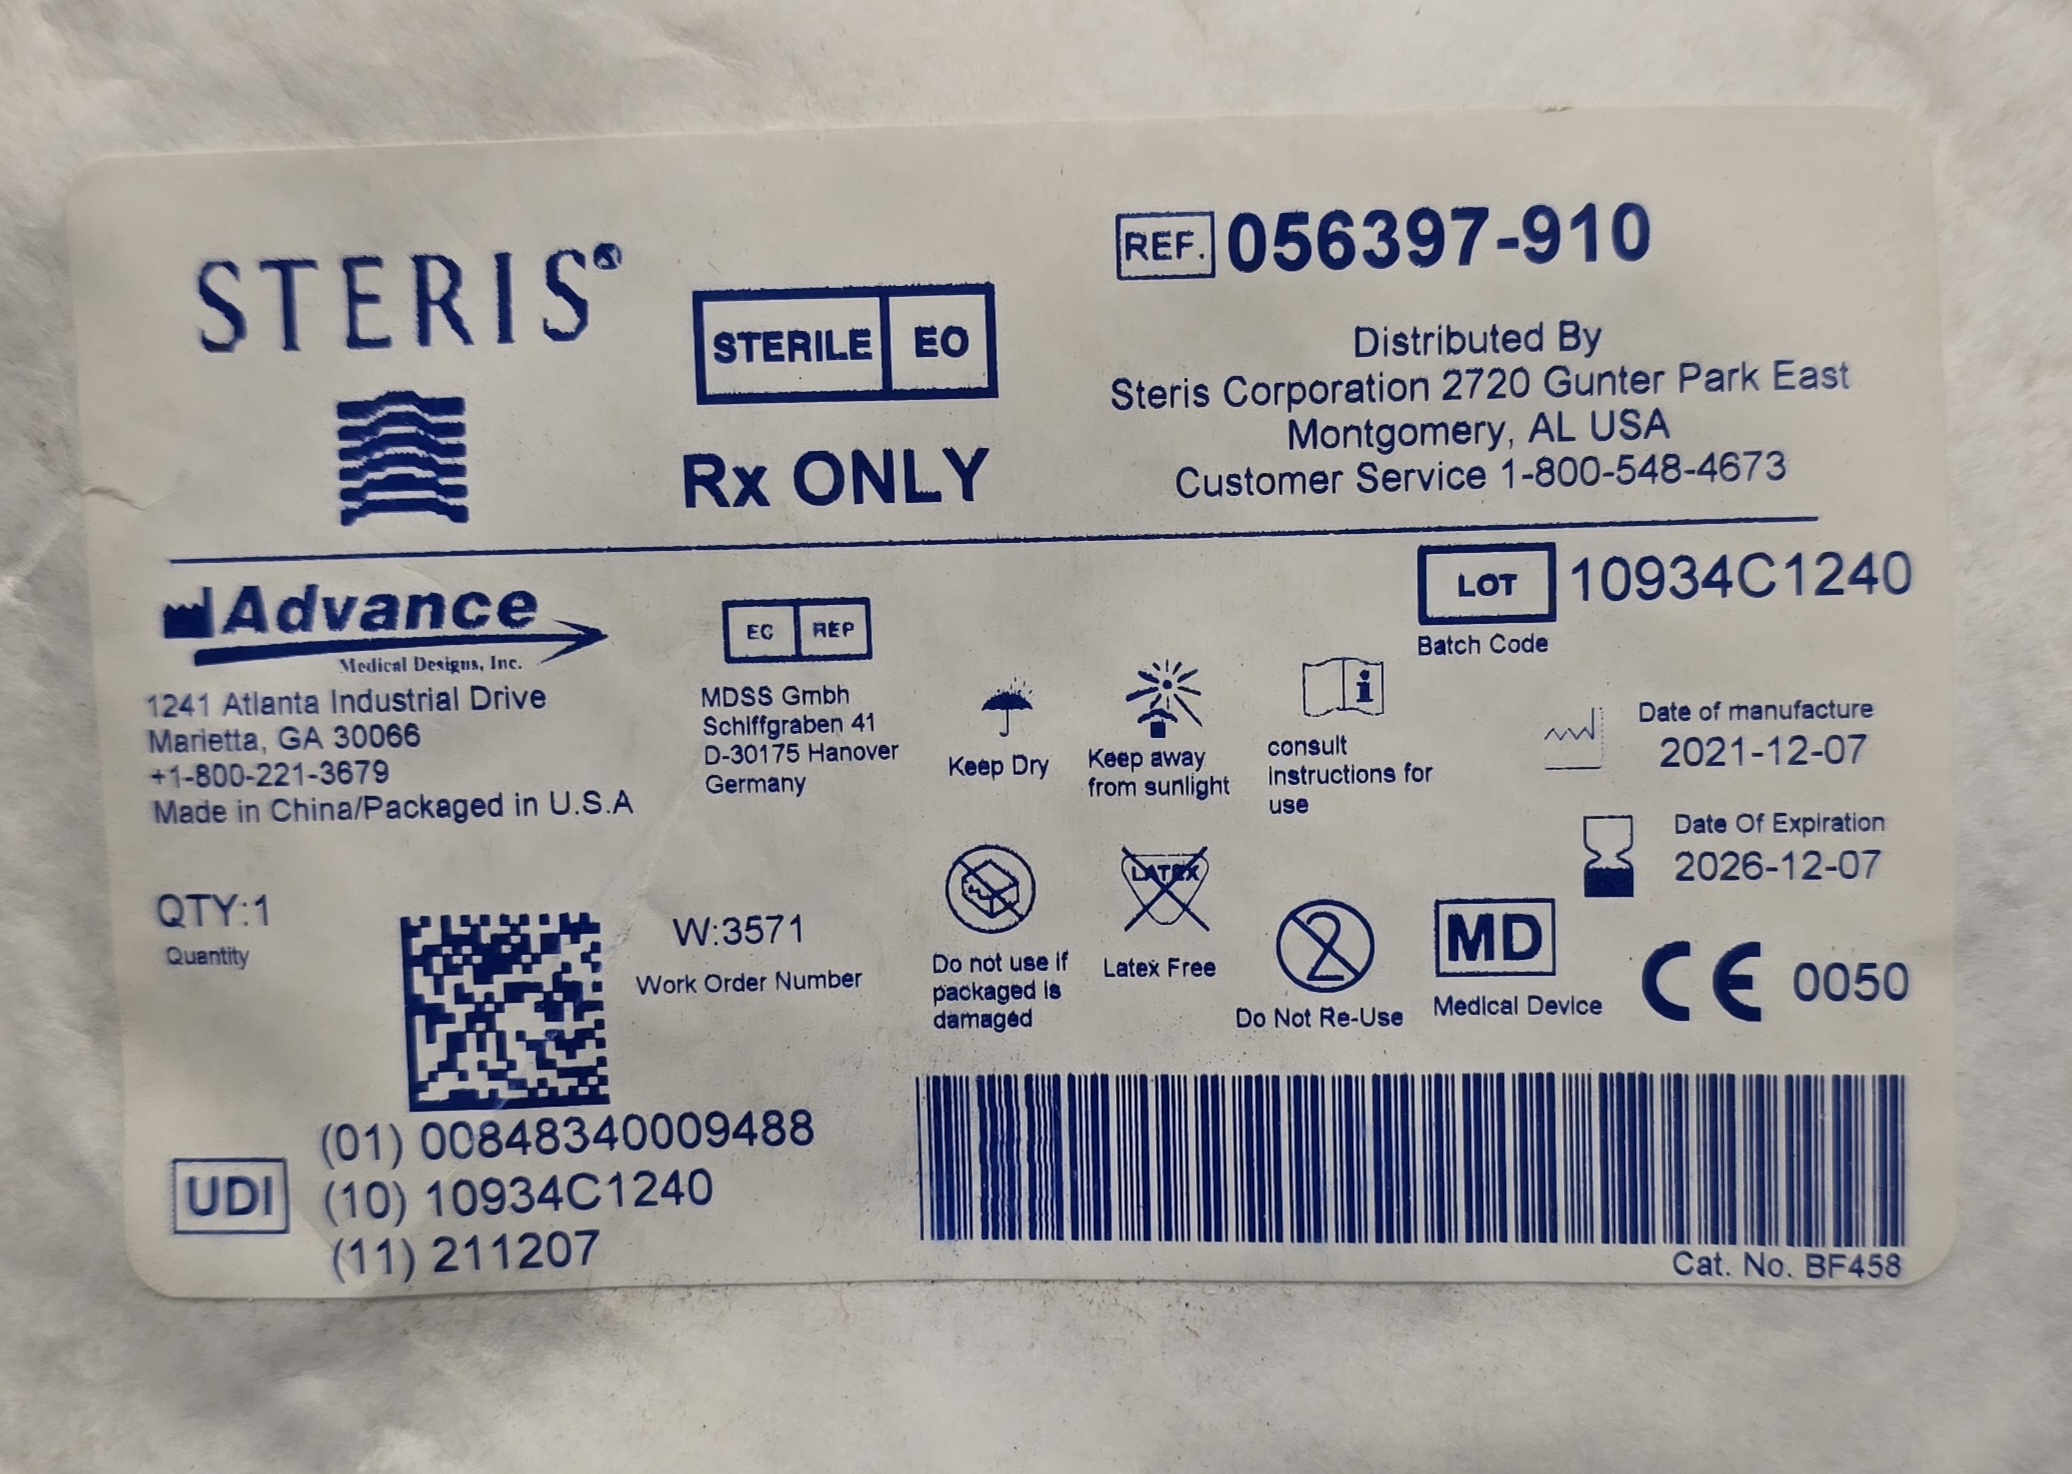 STERIS®
STERILE EO
Rx ONLY
REF. 056397-910
Distributed By
Steris Corporation 2720 Gunter Park East
Montgomery, AL USA
Customer Service 1-800-548-4673
Advance
Medical Designs, Inc.
1241 Atlanta Industrial Drive
Marietta, GA 30066
+1-800-221-3679
Made in China/Packaged in U.S.A
EC REP
MDSS Gmbh
Schiffgraben 41
D-30175 Hanover
Germany
Keep Dry
Keep away
from sunlight
consult
instructions for
use
LOT 10934C1240
Batch Code
Date of manufacture
2021-12-07
Date Of Expiration
2026-12-07
QTY:1
Quantity
W:3571
Work Order Number
Do not use if
packaged is
damaged
LATEX
Latex Free
2
Do Not Re-Use
MD
Medical Device
CE 0050
UDI
(01) 00848340009488
(10) 10934C1240
(11) 211207
Cat. No. BF458